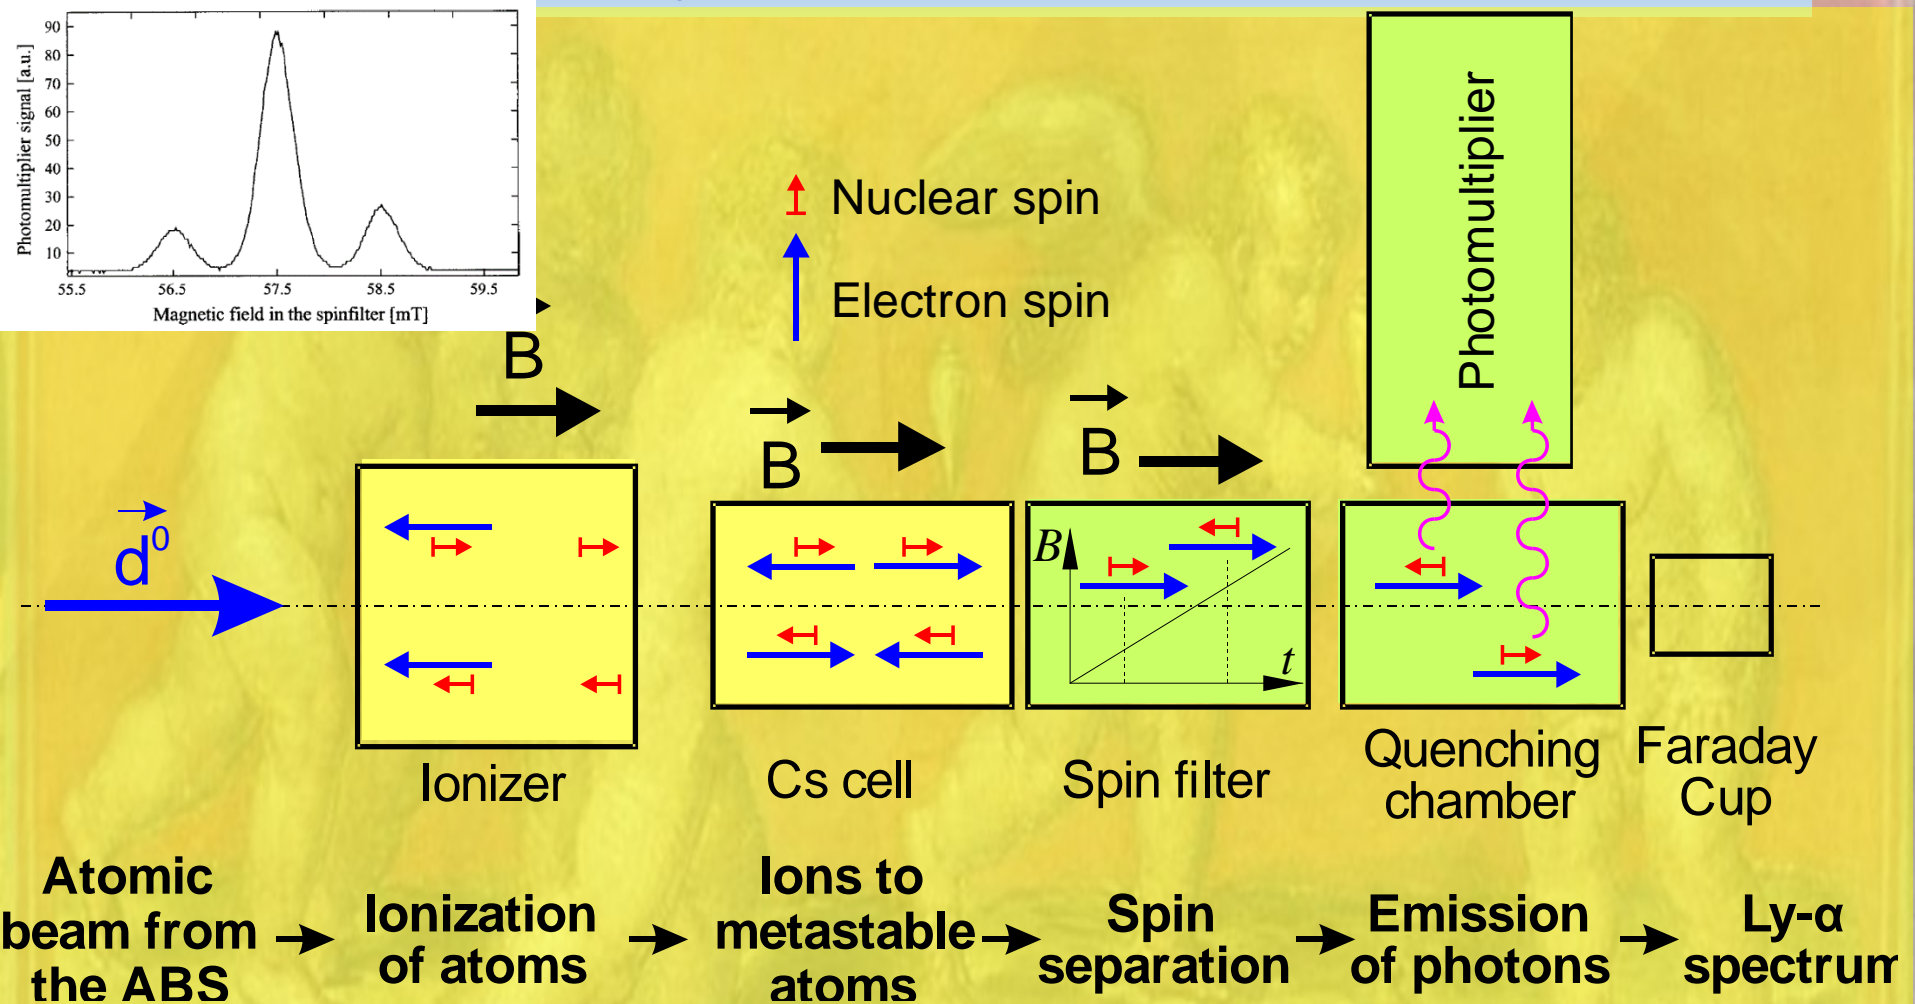 90
80
70
60
50
40
30
20
10
Photomultiplier signal [a.u.]
55.5 56.5 57.5 58.5 59.5
Magnetic field in the spinfilter [mT]
Nuclear spin
Electron spin
Photomultiplier
B
B
B
d⁰
B
t
Ionizer
Cs cell
Spin filter
Quenching
chamber
Faraday
Cup
Atomic
beam from
the ABS
Ionization
of atoms
Ions to
metastable
atoms
Spin
separation
Emission
of photons
Ly-α
spectrum